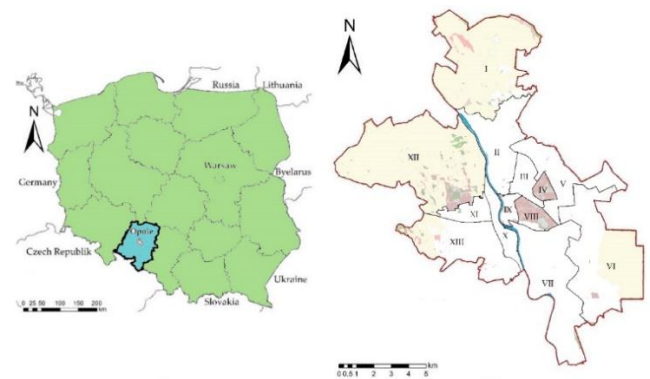 N
Russia
Lithuania
Warsaw
Germany
Byelarus
Opole
Czech Republik
Ukraine
Slovakia
0 25 50 100 150 200
km
N
I
II
III
IV
V
XII
XI
IX
VIII
XIII
VI
VII
0 0,5 1 2 3 4 5
km